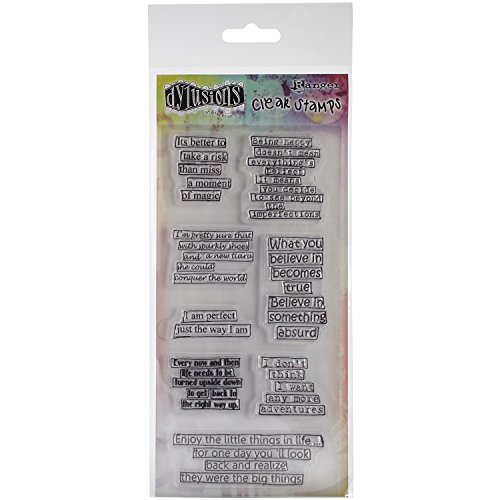 dylusions
Ranger
clear stamps
Its better to
take a risk
than miss
a moment
of magic
Being happy
doesn't mean
everything's
perfect
it means
you decide
to see beyond
the
imperfections
I'm pretty sure that
with sparkly shoes
and a new tiara
she could
conquer the world
What you
believe in
becomes
true
Believe in
something
absurd
I am perfect
just the way I am
Every now and then
life needs to be
turned upside down
to get back to
the right way up.
I don't
think
I want
any more
adventures
Enjoy the little things in life ...
for one day you 'll look
back and realize
they were the big things